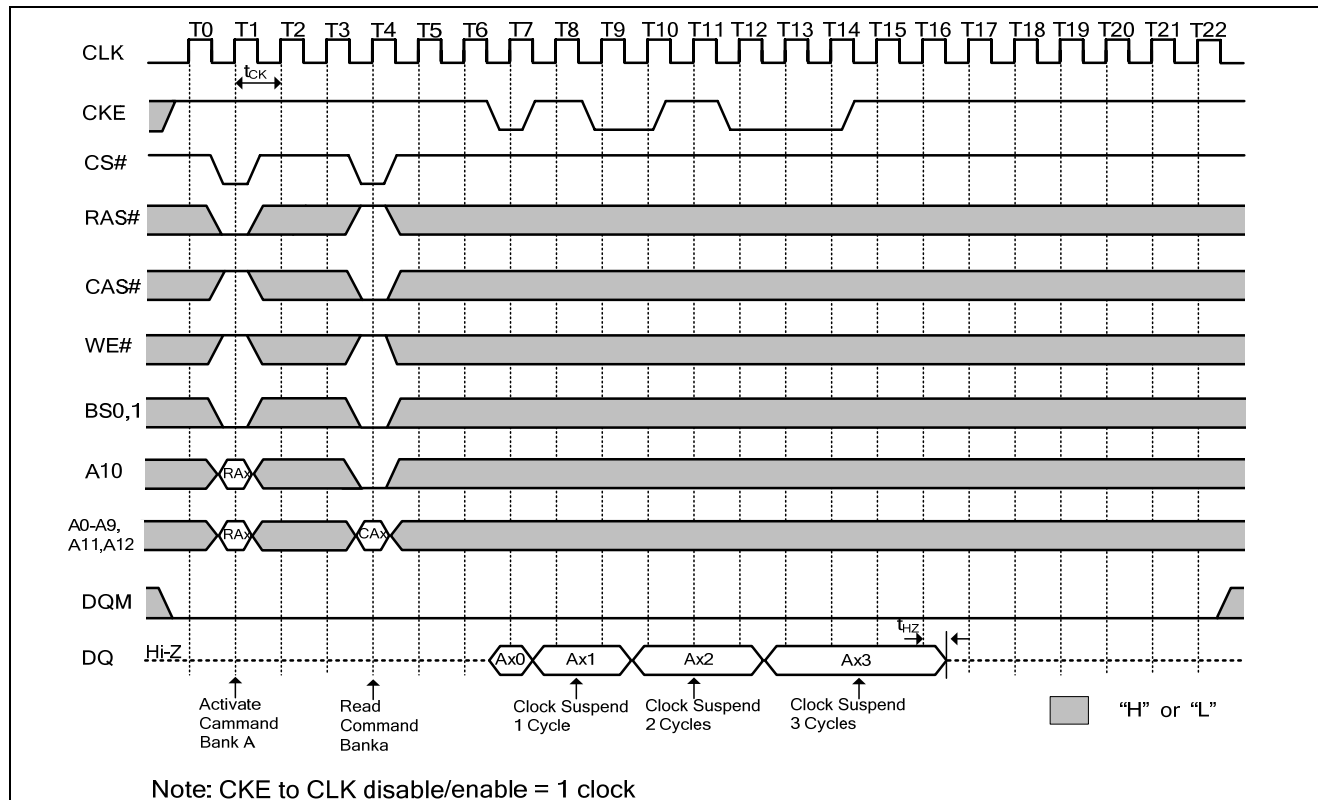 T0 T1 T2 T3 T4 T5 T6 T7 T8 T9 T10 T11 T12 T13 T14 T15 T16 T17 T18 T19 T20 T21 T22
CLK
tCK
CKE
CS#
RAS#
CAS#
WE#
BS0,1
A10
RAx
A0-A9,
A11,A12
RAx
CAx
DQM
tHZ
DQ
Hi-Z
Ax0
Ax1
Ax2
Ax3
Activate
Cammand
Bank A
Read
Command
Banka
Clock Suspend
1 Cycle
Clock Suspend
2 Cycles
Clock Suspend
3 Cycles
"H" or "L"
Note: CKE to CLK disable/enable = 1 clock